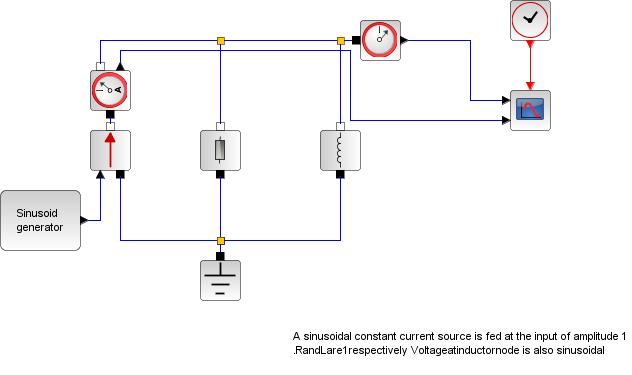 A
Sinusoid
generator
A sinusoidal constant current source is fed at the input of amplitude 1
.RandLare1respectively Voltageatinductornode is also sinusoidal